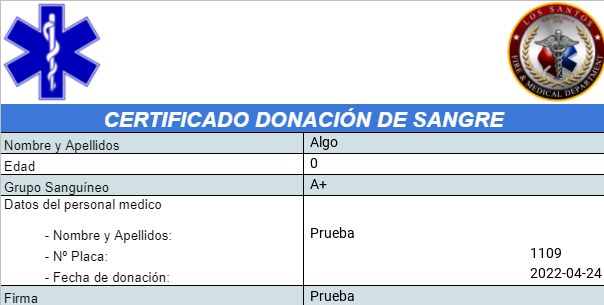 LOS SANTOS
FIRE & MEDICAL DEPARTMENT
CERTIFICADO DONACIÓN DE SANGRE
Nombre y Apellidos Algo
Edad 0
Grupo Sanguíneo A+
Datos del personal medico
- Nombre y Apellidos: Prueba
- Nº Placa: 1109
- Fecha de donación: 2022-04-24
Firma Prueba